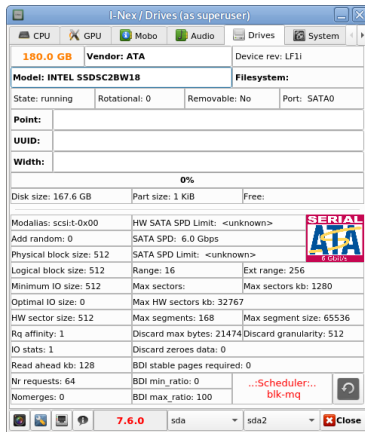 I-Nex / Drives (as superuser)
CPU GPU Mobo Audio Drives System
180.0 GB Vendor: ATA Device rev: LF1i
Model: INTEL SSDSC2BW18 Filesystem:
State: running Rotational: 0 Removable: No Port: SATA0
Point:
UUID:
Width:
0%
Disk size: 167.6 GB Part size: 1 KiB Free:
Modalias: scsi:t-0x00 HW SATA SPD Limit: <unknown> SERIAL
Add random: 0 SATA SPD: 6.0 Gbps ATA
Physical block size: 512 SATA SPD Limit: <unknown> 6 Gbit/s
Logical block size: 512 Range: 16 Ext range: 256
Minimum IO size: 512 Max sectors: Max sectors kb: 1280
Optimal IO size: 0 Max HW sectors kb: 32767
HW sector size: 512 Max segments: 168 Max segment size: 65536
Rq affinity: 1 Discard max bytes: 21474 Discard granularity: 512
IO stats: 1 Discard zeroes data: 0
Read ahead kb: 128 BDI stable pages required: 0
Nr requests: 64 BDI min_ratio: 0 ..:Scheduler:..
Nomerges: 0 BDI max_ratio: 100 blk-mq
7.6.0 sda sda2 Close